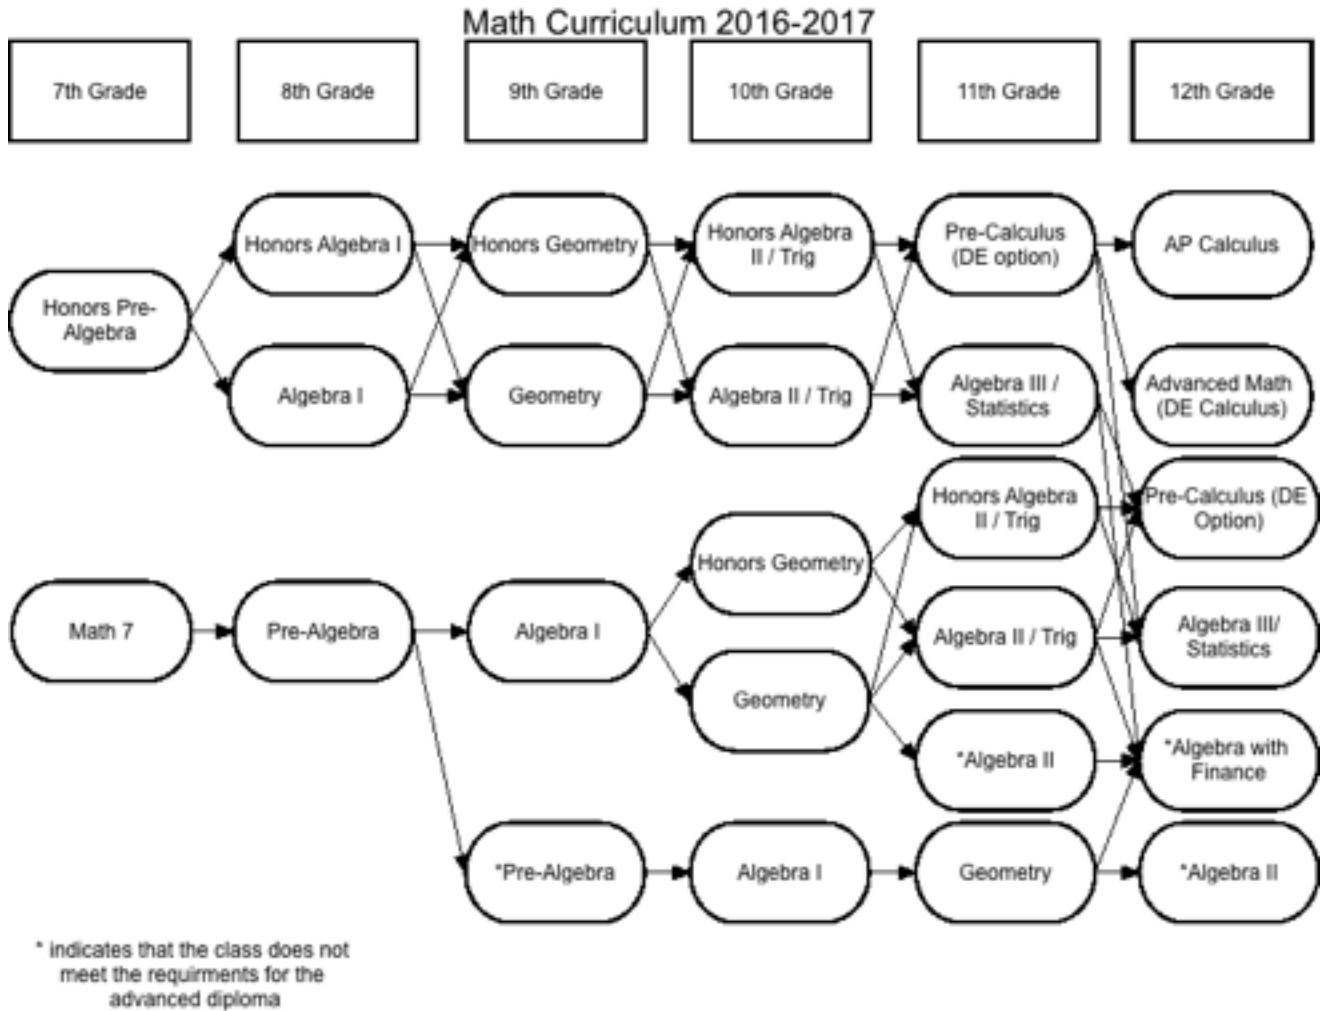 Math Curriculum 2016-2017
7th Grade
8th Grade
9th Grade
10th Grade
11th Grade
12th Grade
Honors Pre-
Algebra
Honors Algebra I
Algebra I
Honors Geometry
Geometry
Honors Algebra
II / Trig
Algebra II / Trig
Pre-Calculus
(DE option)
Algebra III /
Statistics
AP Calculus
Advanced Math
(DE Calculus)
Math 7
Pre-Algebra
Algebra I
*Pre-Algebra
Honors Geometry
Geometry
Algebra I
Honors Algebra
II / Trig
Algebra II / Trig
*Algebra II
Geometry
Pre-Calculus (DE
Option)
Algebra III/
Statistics
*Algebra with
Finance
*Algebra II
* indicates that the class does not
meet the requirments for the
advanced diploma